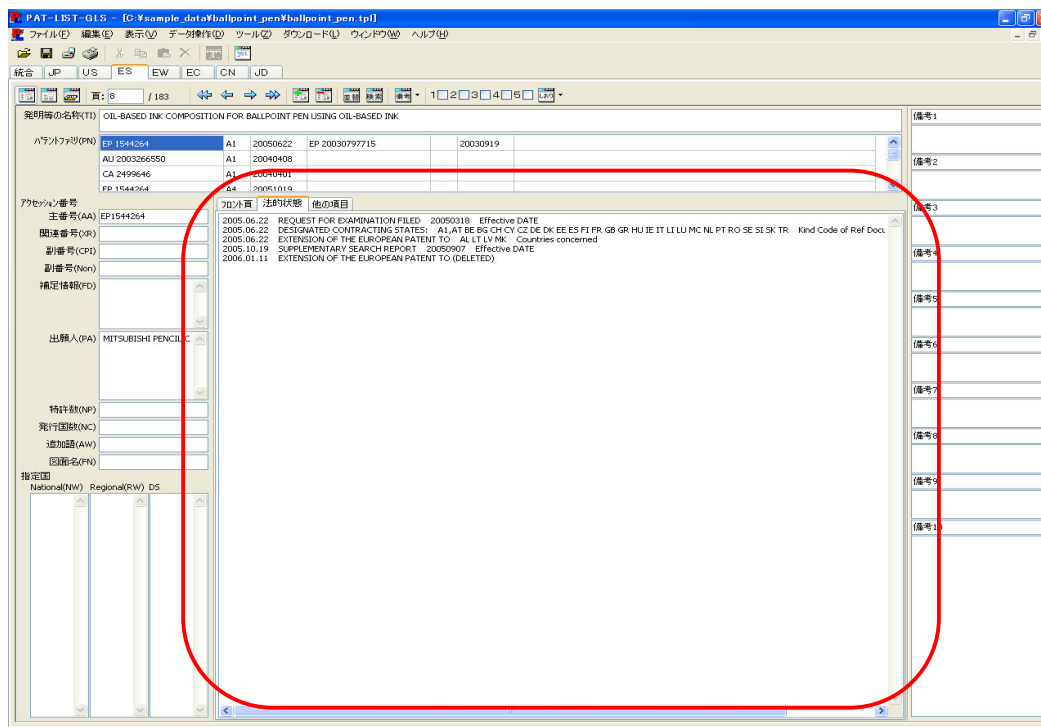 PAT-LIST-GLS - [C:¥sample_data¥ballpoint_pen¥ballpoint_pen.tpl]
ファイル(F) 編集(E) 表示(V) データ操作(D) ツール(Z) ダウンロード(L) ウィンドウ(W) ヘルプ(H)
統合 JP US ES EW EC CN JD
頁: 8 / 183 並替 検索 備考 1 2 3 4 5 しおり
発明等の名称(TI) OIL-BASED INK COMPOSITION FOR BALLPOINT PEN USING OIL-BASED INK
パテントファミリ(PN) EP 1544264 A1 20050622 EP 20030797715 20030919
AU 2003266550 A1 20040408
CA 2499646 A1 20040401
EP 1544264 A4 20051019
アクセッション番号
主番号(AA) EP1544264
関連番号(XR)
副番号(CPI)
副番号(Non)
補足情報(FD)
出願人(PA) MITSUBISHI PENCIL C
特許数(NP)
発行国数(NC)
追加語(AW)
図面名(FN)
指定国
National(NW) Regional(RW) DS
フロント頁 法的状態 他の項目
2005.06.22 REQUEST FOR EXAMINATION FILED 20050318 Effective DATE
2005.06.22 DESIGNATED CONTRACTING STATES: A1,AT BE BG CH CY CZ DE DK EE ES FI FR GB GR HU IE IT LI LU MC NL PT RO SE SI SK TR Kind Code of Ref Docu
2005.06.22 EXTENSION OF THE EUROPEAN PATENT TO AL LT LV MK Countries concerned
2005.10.19 SUPPLEMENTARY SEARCH REPORT 20050907 Effective DATE
2006.01.11 EXTENSION OF THE EUROPEAN PATENT TO (DELETED)
備考1
備考2
備考3
備考4
備考5
備考6
備考7
備考8
備考9
備考10